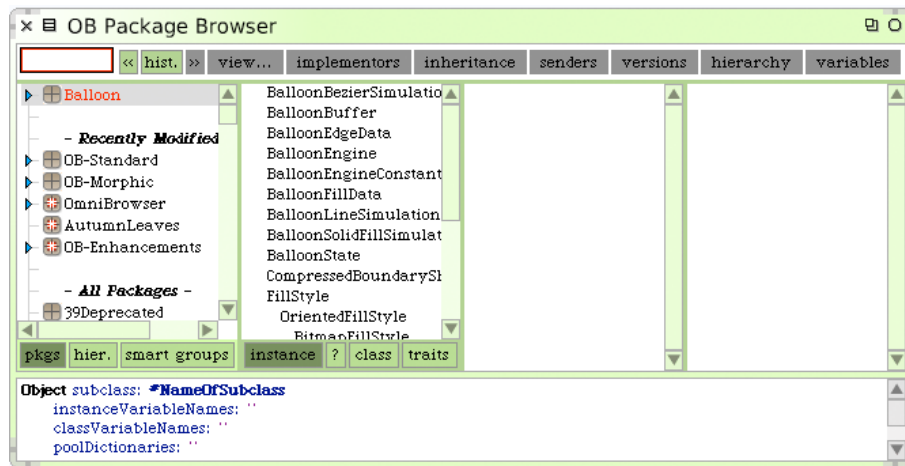 OB Package Browser
« hist. » view... implementors inheritance senders versions hierarchy variables
Balloon
- Recently Modified
OB-Standard
OB-Morphic
OmniBrowser
AutumnLeaves
OB-Enhancements
- All Packages -
39Deprecated
pkgs hier. smart groups
BalloonBezierSimulatio
BalloonBuffer
BalloonEdgeData
BalloonEngine
BalloonEngineConstant
BalloonFillData
BalloonLineSimulation
BalloonSolidFillSimulat
BalloonState
CompressedBoundarySh
FillStyle
OrientedFillStyle
BitmapFillStyle
instance ? class traits
Object subclass: #NameOfSubclass
instanceVariableNames: ''
classVariableNames: ''
poolDictionaries: ''